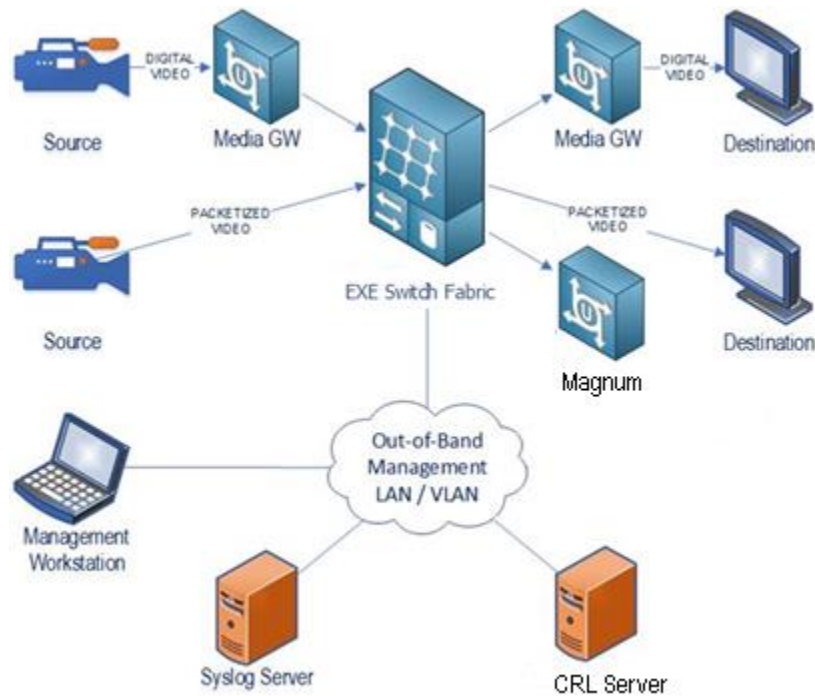 DIGITAL
VIDEO
DIGITAL
VIDEO
Source
Media GW
Media GW
Destination
PACKETIZED
VIDEO
PACKETIZED
VIDEO
EXE Switch Fabric
Source
Magnum
Destination
Out-of-Band
Management
LAN / VLAN
Management
Workstation
Syslog Server
CRL Server
U
U
U